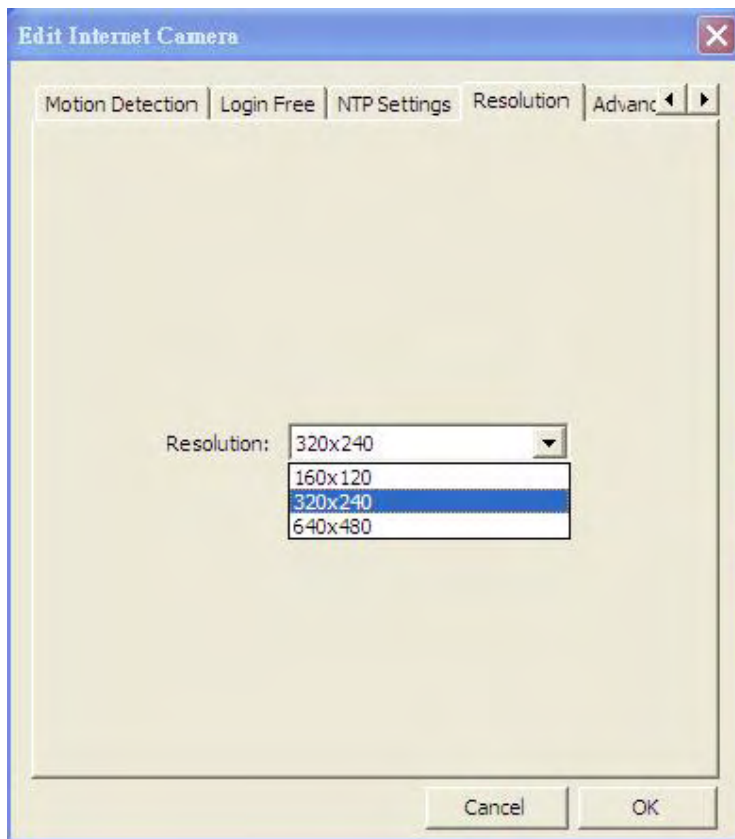 Edit Internet Camera
Motion Detection Login Free NTP Settings Resolution Advanc
Resolution: 320x240
160x120
320x240
640x480
Cancel OK